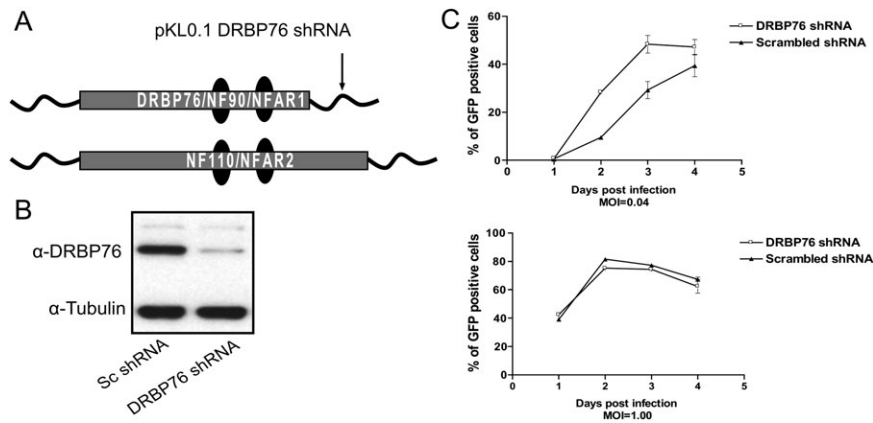 A
pKL0.1 DRBP76 shRNA
DRBP76/NF90/NFAR1
NF110/NFAR2
B
α-DRBP76
α-Tubulin
Sc shRNA
DRBP76 shRNA
C
% of GFP positive cells
60
40
20
0
0 1 2 3 4 5
Days post infection
MOI=0.04
DRBP76 shRNA
Scrambled shRNA
% of GFP positive cells
100
80
60
40
20
0
0 1 2 3 4 5
Days post infection
MOI=1.00
DRBP76 shRNA
Scrambled shRNA